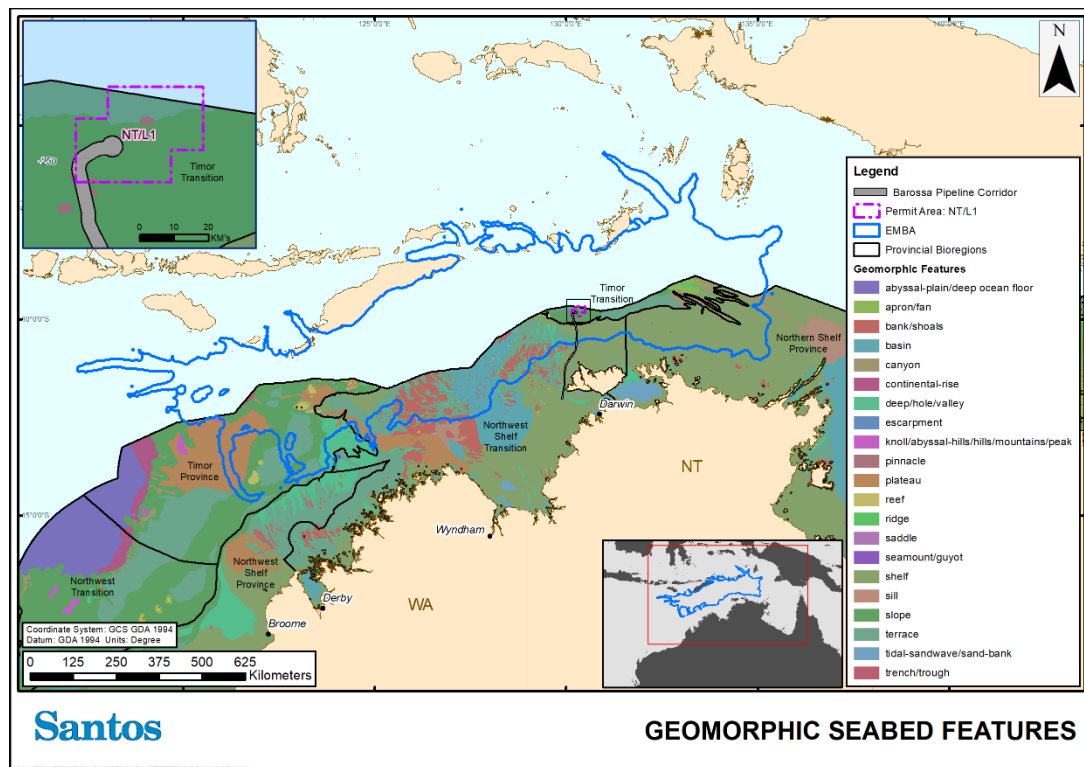 125°0'0"E
130°0'0"E
135°0'0"E
140°0'0"E
N
NT/L1
-250
Timor
Transition
0 10 20
KM's
Legend
Barossa Pipeline Corridor
Permit Area: NT/L1
EMBA
Provincial Bioregions
Geomorphic Features
abyssal-plain/deep ocean floor
apron/fan
bank/shoals
basin
canyon
continental-rise
deep/hole/valley
escarpment
knoll/abyssal-hills/hills/mountains/peak
pinnacle
plateau
reef
ridge
saddle
seamount/guyot
shelf
sill
slope
terrace
tidal-sandwave/sand-bank
trench/trough
Timor
Transition
10°0'0"S
Northern Shelf
Province
Darwin
Northwest
Shelf
Transition
Timor
Province
NT
15°0'0"S
Wyndham
Northwest
Transition
Northwest
Shelf
Province
Derby
WA
Broome
Coordinate System: GCS GDA 1994
Datum: GDA 1994 Units: Degree
0 125 250 375 500 625
Kilometers
Santos
GEOMORPHIC SEABED FEATURES